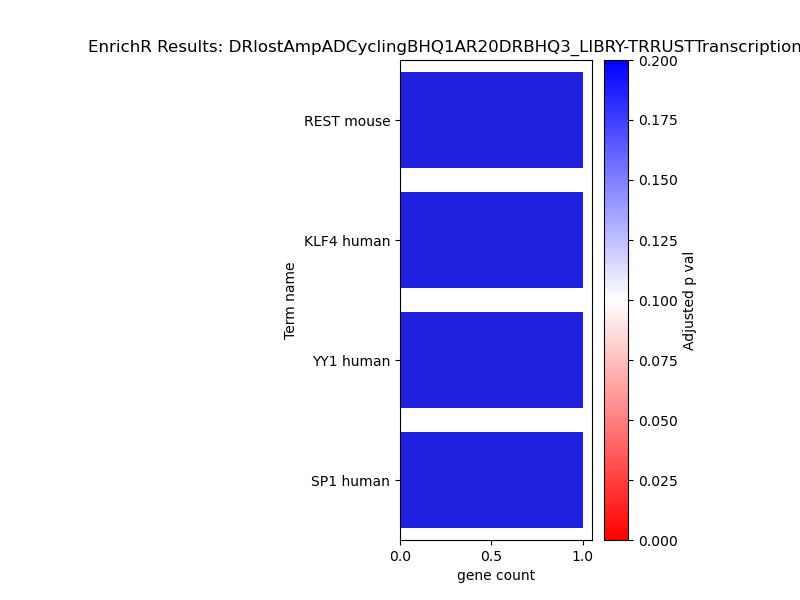 EnrichR Results: DRlostAmpADCyclingBHQ1AR20DRBHQ3_LIBRY-TRRUSTTranscription
REST mouse
KLF4 human
YY1 human
SP1 human
Term name
0.0
0.5
1.0
gene count
0.200
0.175
0.150
0.125
0.100
0.075
0.050
0.025
0.000
Adjusted p val